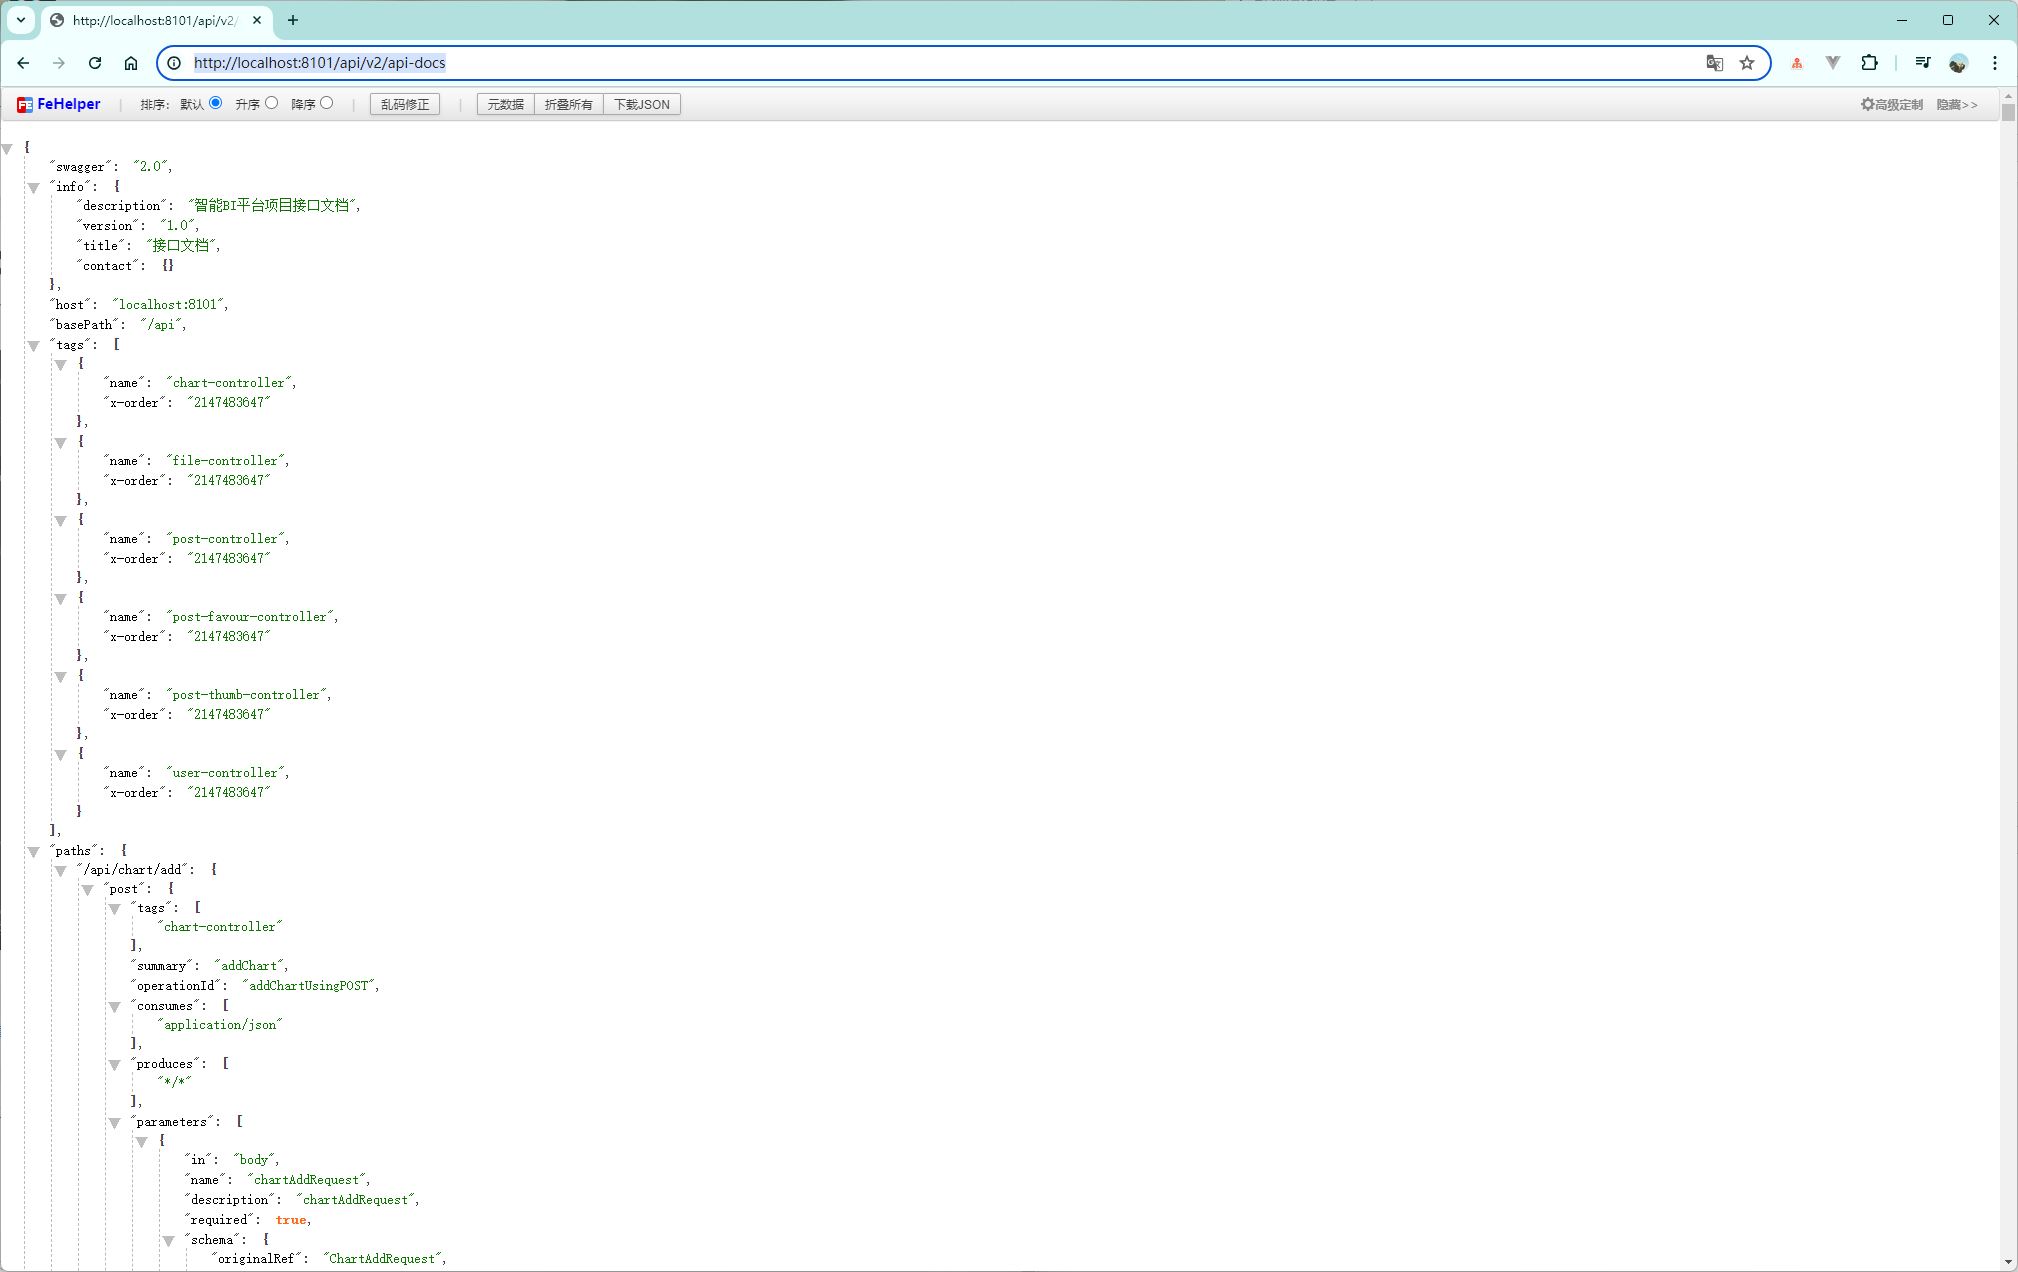 http://localhost:8101/api/v2/
http://localhost:8101/api/v2/api-docs
FeHelper | 排序: 默认 升序 降序 | 乱码修正 | 元数据 折叠所有 下载JSON 高级定制 隐藏>>
{
"swagger": "2.0",
"info": {
"description": "智能BI平台项目接口文档",
"version": "1.0",
"title": "接口文档",
"contact": {}
},
"host": "localhost:8101",
"basePath": "/api",
"tags": [
{
"name": "chart-controller",
"x-order": "2147483647"
},
{
"name": "file-controller",
"x-order": "2147483647"
},
{
"name": "post-controller",
"x-order": "2147483647"
},
{
"name": "post-favour-controller",
"x-order": "2147483647"
},
{
"name": "post-thumb-controller",
"x-order": "2147483647"
},
{
"name": "user-controller",
"x-order": "2147483647"
}
],
"paths": {
"/api/chart/add": {
"post": {
"tags": [
"chart-controller"
],
"summary": "addChart",
"operationId": "addChartUsingPOST",
"consumes": [
"application/json"
],
"produces": [
"*/*"
],
"parameters": [
{
"in": "body",
"name": "chartAddRequest",
"description": "chartAddRequest",
"required": true,
"schema": {
"originalRef": "ChartAddRequest",